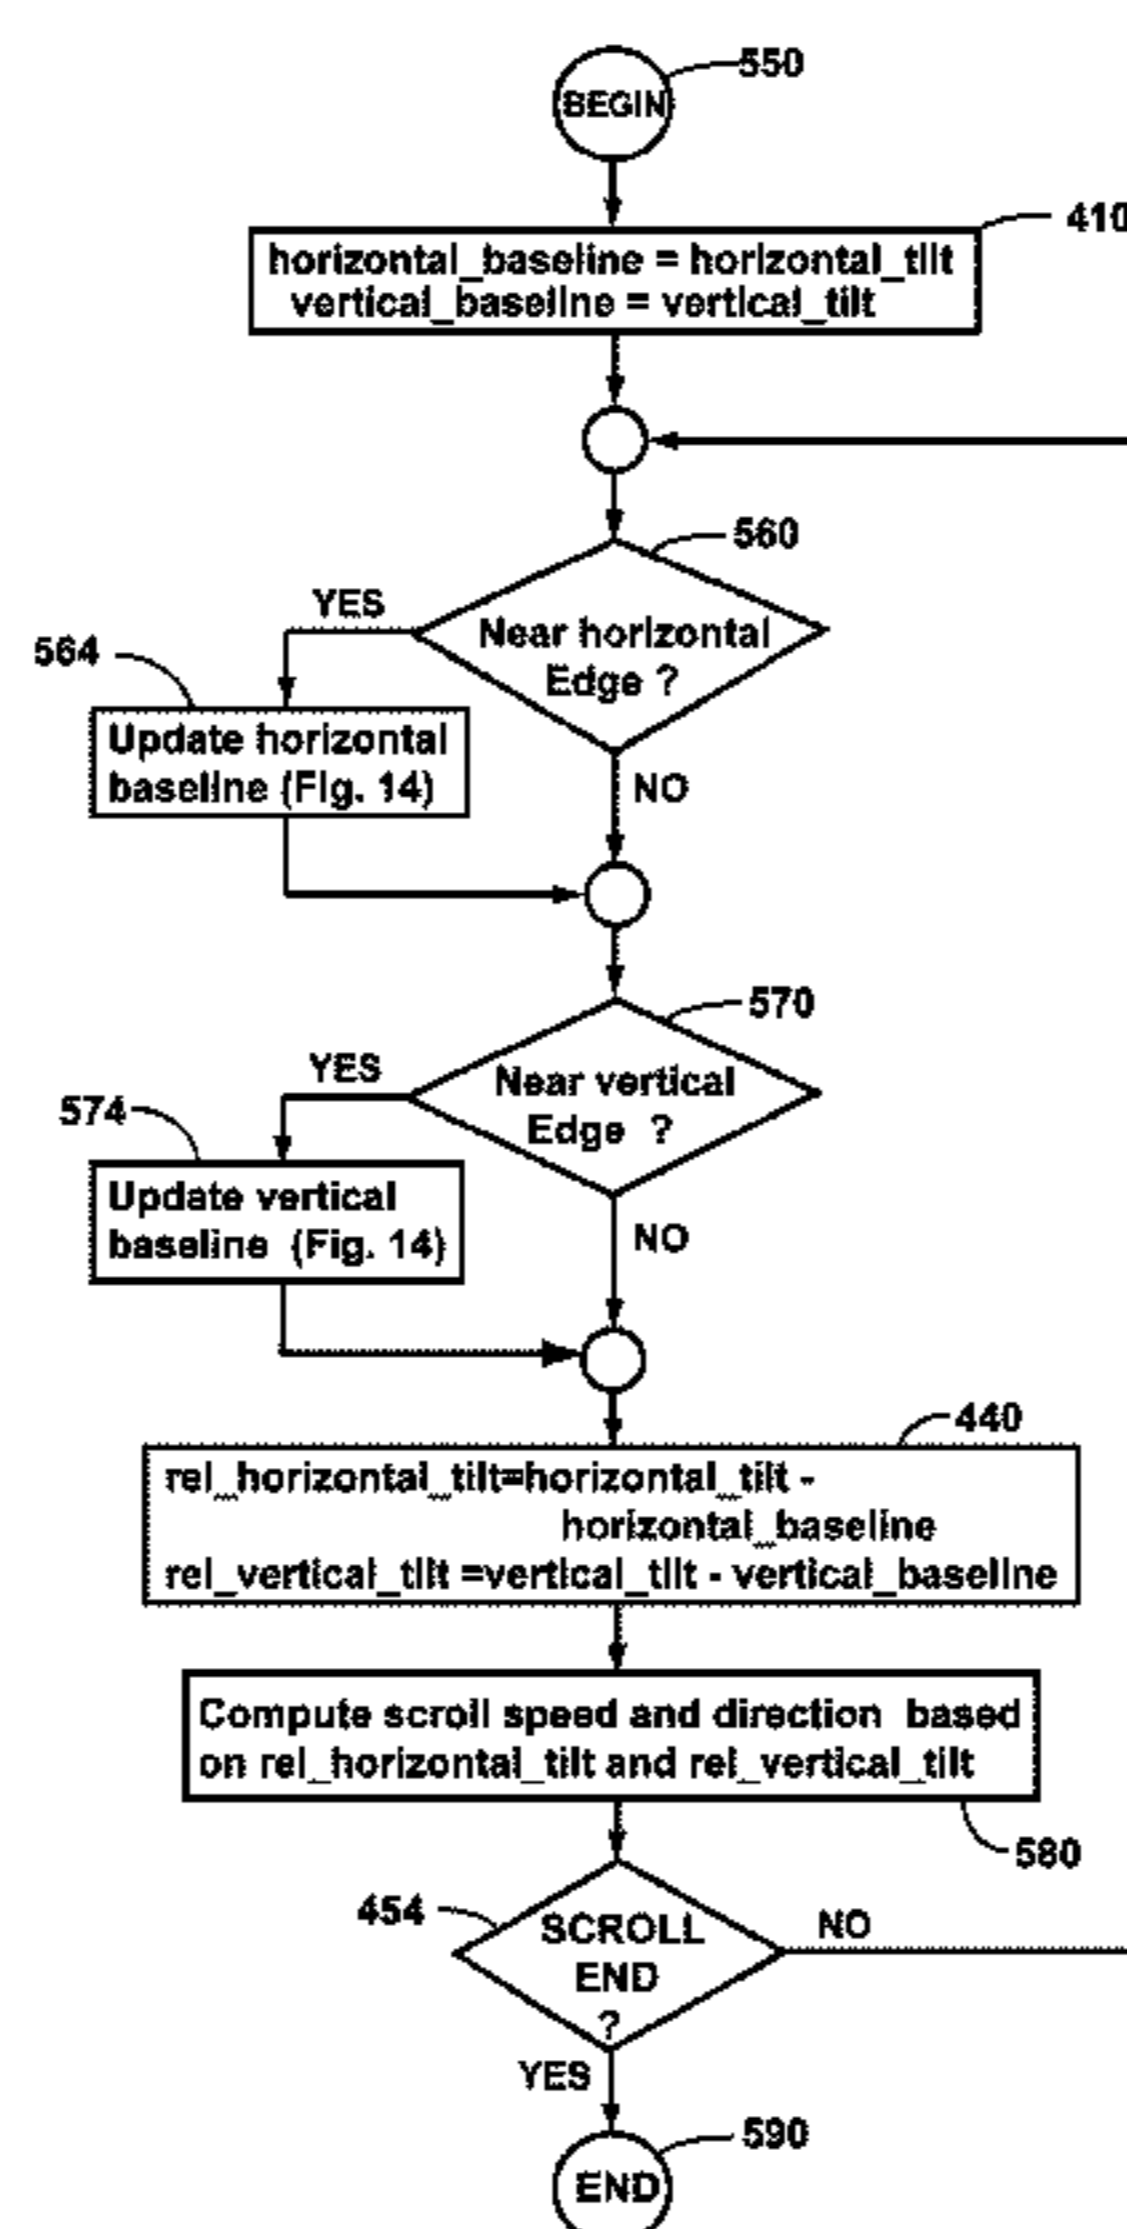 550
BEGIN
410
horizontal_baseline = horizontal_tilt
vertical_baseline = vertical_tilt
560
YES
Near horizontal
Edge ?
564
Update horizontal
baseline (Fig. 14)
NO
570
YES
Near vertical
Edge ?
574
Update vertical
baseline (Fig. 14)
NO
440
rel_horizontal_tilt=horizontal_tilt -
horizontal_baseline
rel_vertical_tilt =vertical_tilt - vertical_baseline
Compute scroll speed and direction based
on rel_horizontal_tilt and rel_vertical_tilt
580
454
SCROLL
END
?
NO
YES
590
END